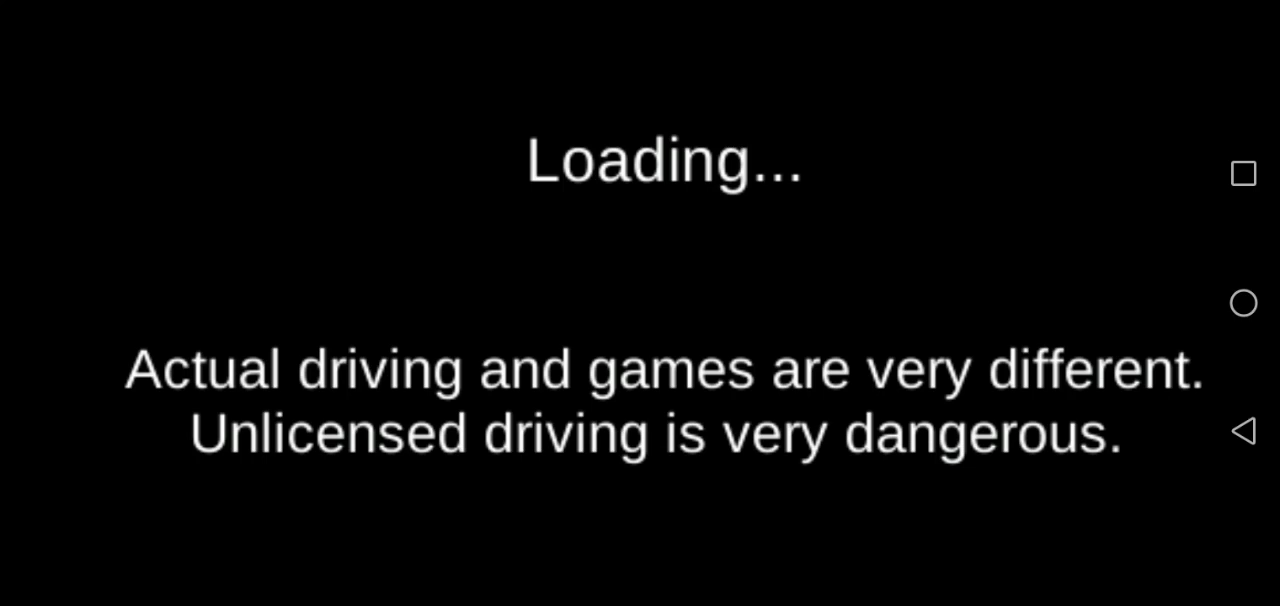 Loading...
Actual driving and games are very different.
Unlicensed driving is very dangerous.